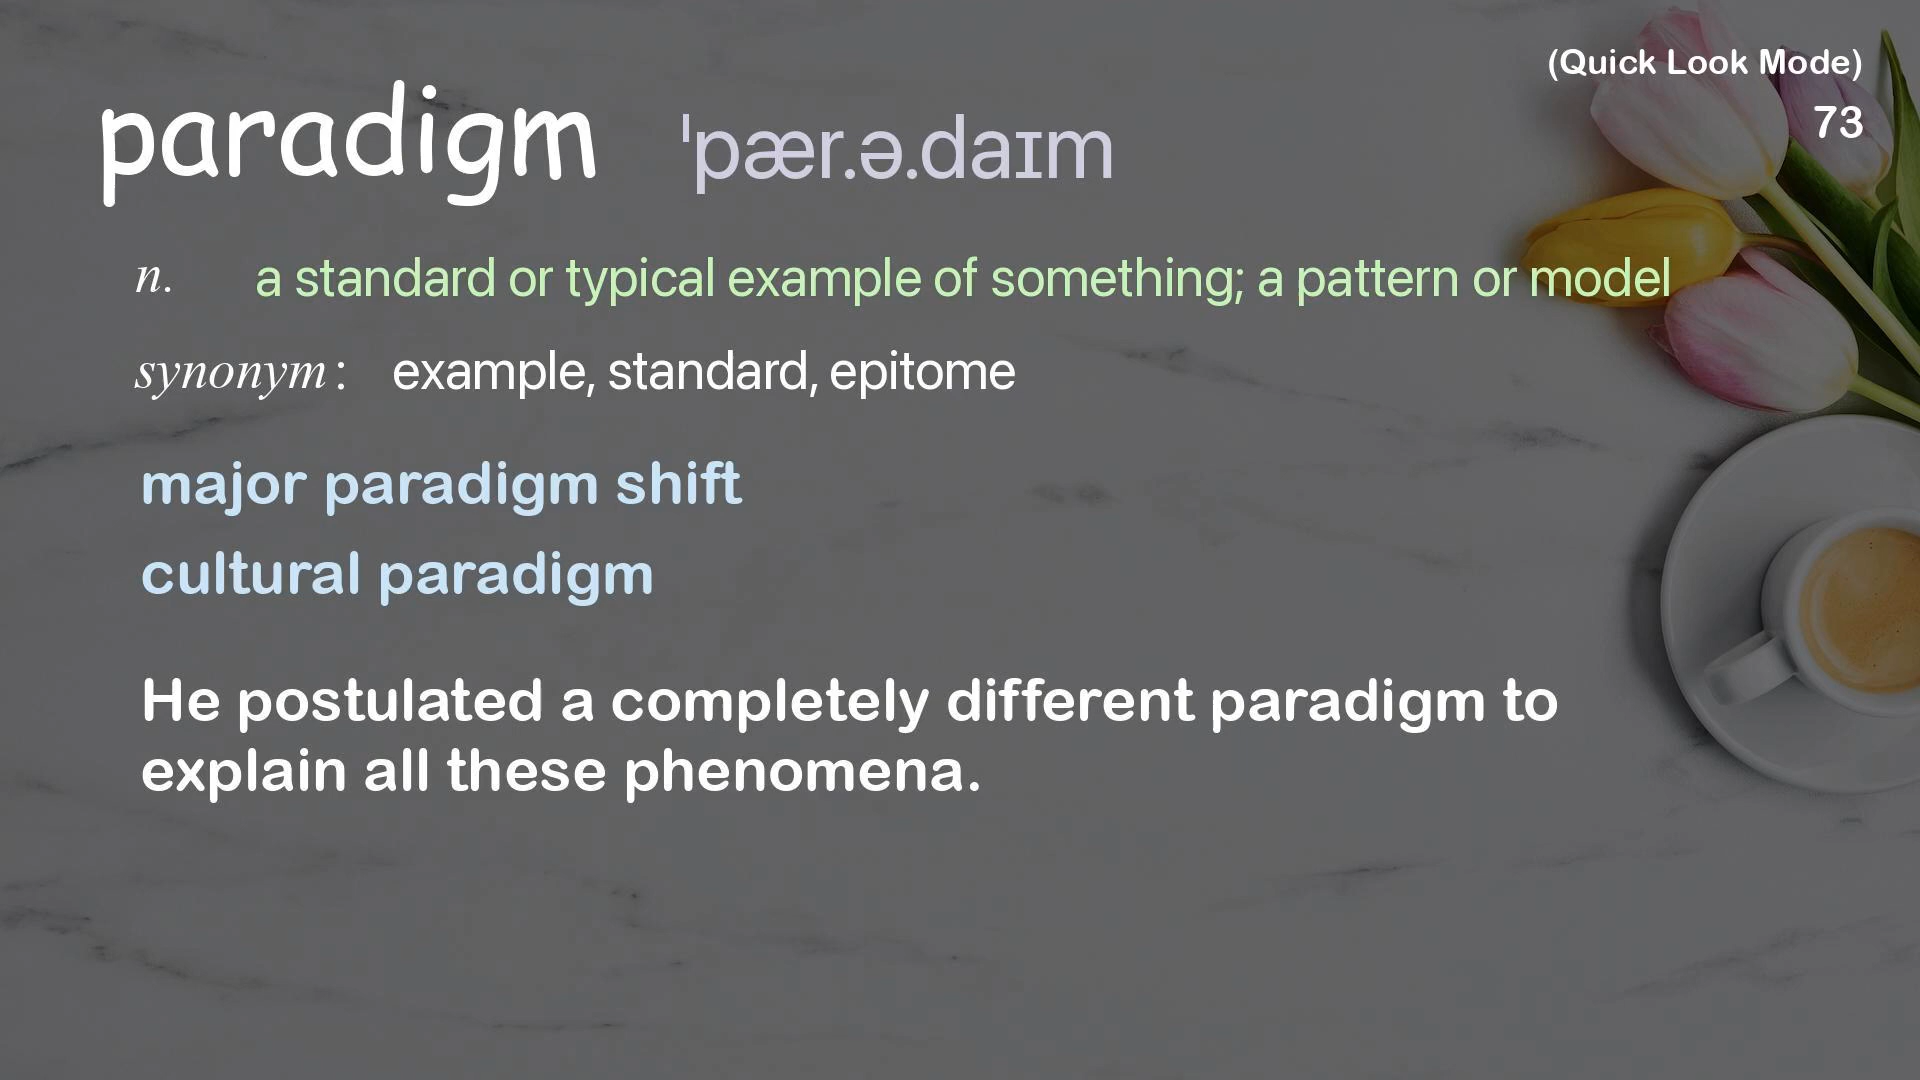 (Quick Look Mode)
73
paradigm ˈpær.ə.daɪm
n. a standard or typical example of something; a pattern or model
synonym: example, standard, epitome
major paradigm shift
cultural paradigm
He postulated a completely different paradigm to
explain all these phenomena.